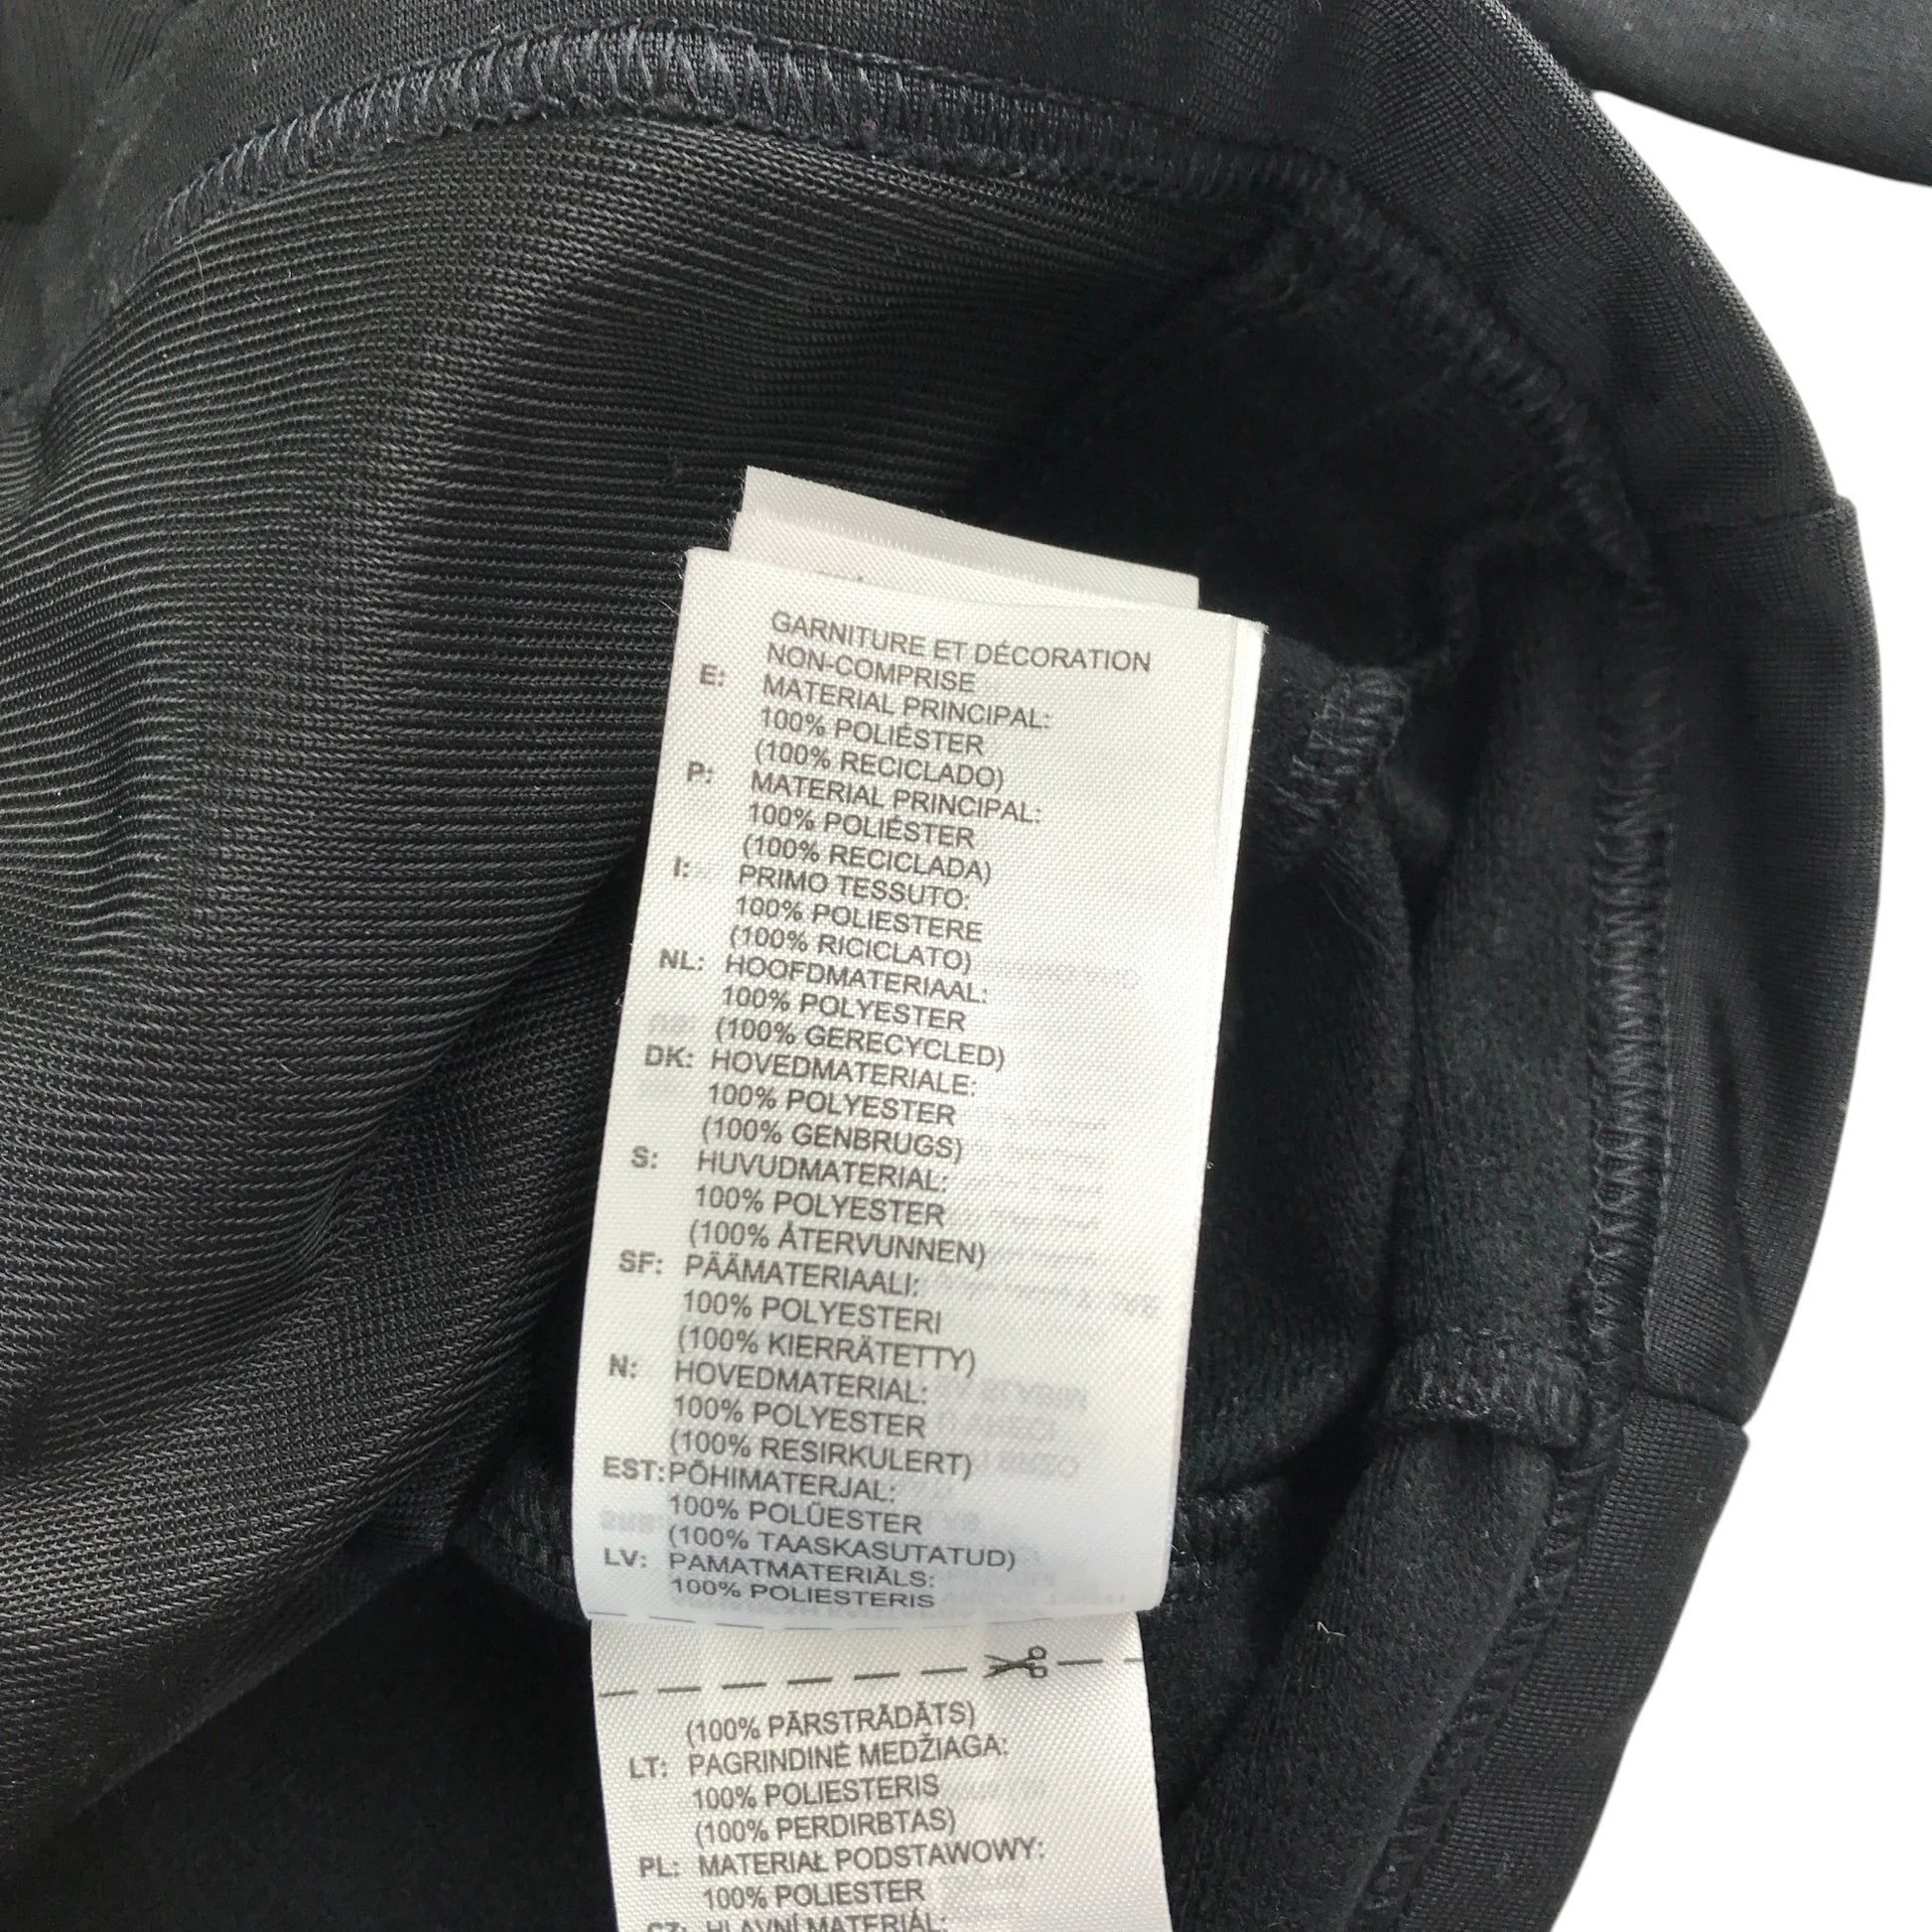 GARNITURE ET DÉCORATION
NON-COMPRISE
E: MATERIAL PRINCIPAL:
100% POLIÉSTER
(100% RECICLADO)
P: MATERIAL PRINCIPAL:
100% POLIÉSTER
(100% RECICLADA)
I: PRIMO TESSUTO:
100% POLIESTERE
(100% RICICLATO)
NL: HOOFDMATERIAAL:
100% POLYESTER
(100% GERECYCLED)
DK: HOVEDMATERIALE:
100% POLYESTER
(100% GENBRUGS)
S: HUVUDMATERIAL:
100% POLYESTER
(100% ÅTERVUNNEN)
SF: PÄÄMATERIAALI:
100% POLYESTERI
(100% KIERRÄTETTY)
N: HOVEDMATERIAL:
100% POLYESTER
(100% RESIRKULERT)
EST: PÕHIMATERJAL:
100% POLÜESTER
(100% TAASKASUTATUD)
LV: PAMATMATERIĀLS:
100% POLIESTERIS
(100% PĀRSTRĀDĀTS)
LT: PAGRINDINĖ MEDŽIAGA:
100% POLIESTERIS
(100% PERDIRBTAS)
PL: MATERIAŁ PODSTAWOWY:
100% POLIESTER
CZ: HLAVNÍ MATERIÁL: